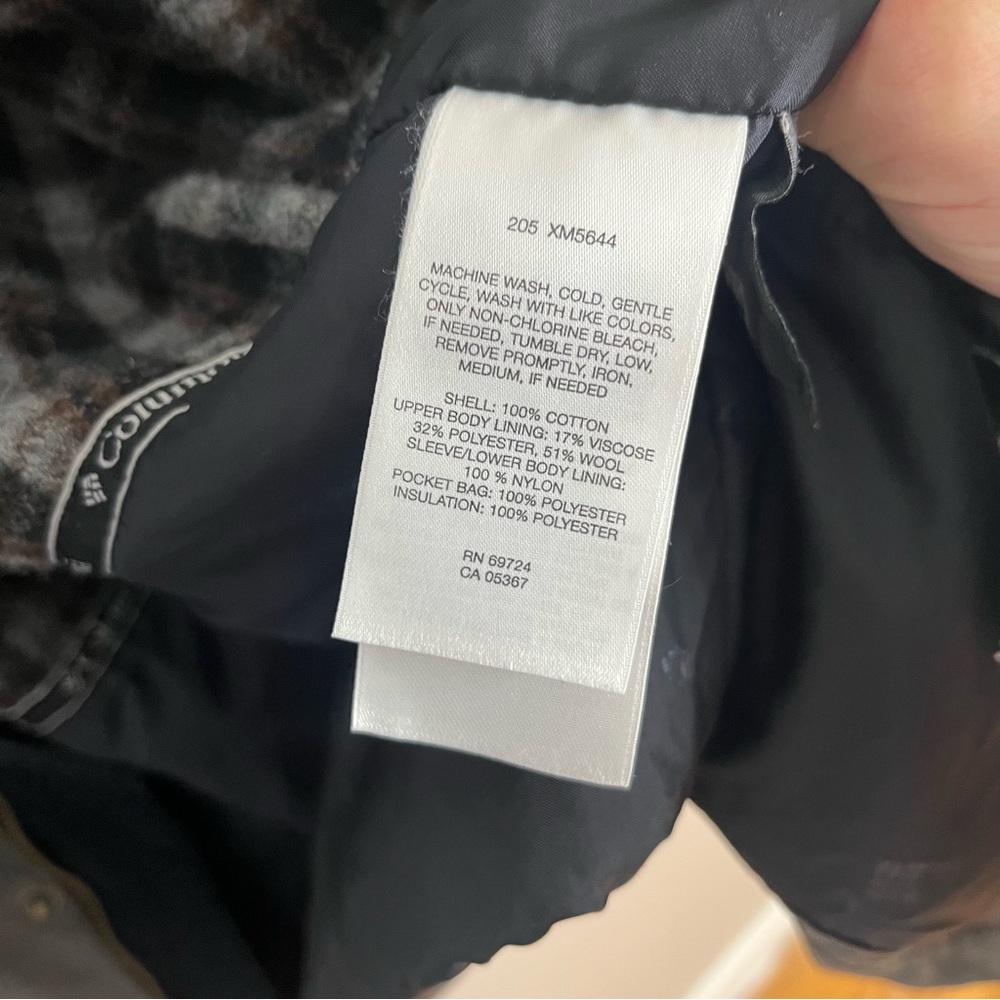 205 XM5644
MACHINE WASH, COLD, GENTLE
CYCLE, WASH WITH LIKE COLORS,
ONLY NON-CHLORINE BLEACH,
IF NEEDED, TUMBLE DRY, LOW,
REMOVE PROMPTLY, IRON,
MEDIUM, IF NEEDED
SHELL: 100% COTTON
UPPER BODY LINING: 17% VISCOSE
32% POLYESTER, 51% WOOL
SLEEVE/LOWER BODY LINING:
100 % NYLON
POCKET BAG: 100% POLYESTER
INSULATION: 100% POLYESTER
RN 69724
CA 05367